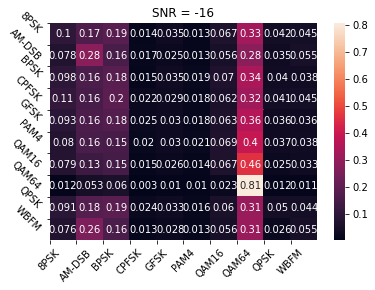 SNR = -16
8PSK 0.1 0.17 0.19 0.014 0.035 0.013 0.067 0.33 0.042 0.045
AM-DSB 0.078 0.28 0.16 0.017 0.025 0.013 0.056 0.28 0.035 0.055
BPSK 0.098 0.16 0.18 0.015 0.035 0.019 0.07 0.34 0.04 0.038
CPFSK 0.11 0.16 0.2 0.022 0.029 0.018 0.062 0.32 0.041 0.045
GFSK 0.093 0.16 0.18 0.025 0.03 0.018 0.063 0.36 0.036 0.036
PAM4 0.08 0.16 0.15 0.02 0.03 0.021 0.069 0.4 0.037 0.038
QAM16 0.079 0.13 0.15 0.015 0.026 0.014 0.067 0.46 0.025 0.033
QAM64 0.012 0.053 0.06 0.003 0.01 0.01 0.023 0.81 0.012 0.011
QPSK 0.091 0.18 0.19 0.024 0.033 0.016 0.06 0.31 0.05 0.044
WBFM 0.076 0.26 0.16 0.013 0.028 0.013 0.056 0.31 0.026 0.055
8PSK AM-DSB BPSK CPFSK GFSK PAM4 QAM16 QAM64 QPSK WBFM
0.8
0.7
0.6
0.5
0.4
0.3
0.2
0.1